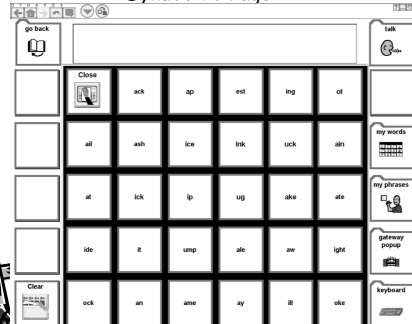 DYNAVOX
go back
talk
Close
ack
ap
est
ing
ot
ail
ash
ice
ink
uck
ain
my words
at
ick
ip
ug
ake
ate
my phrases
ide
it
ump
ale
aw
ight
gateway
popup
Clear
ock
an
ame
ay
ill
oke
keyboard